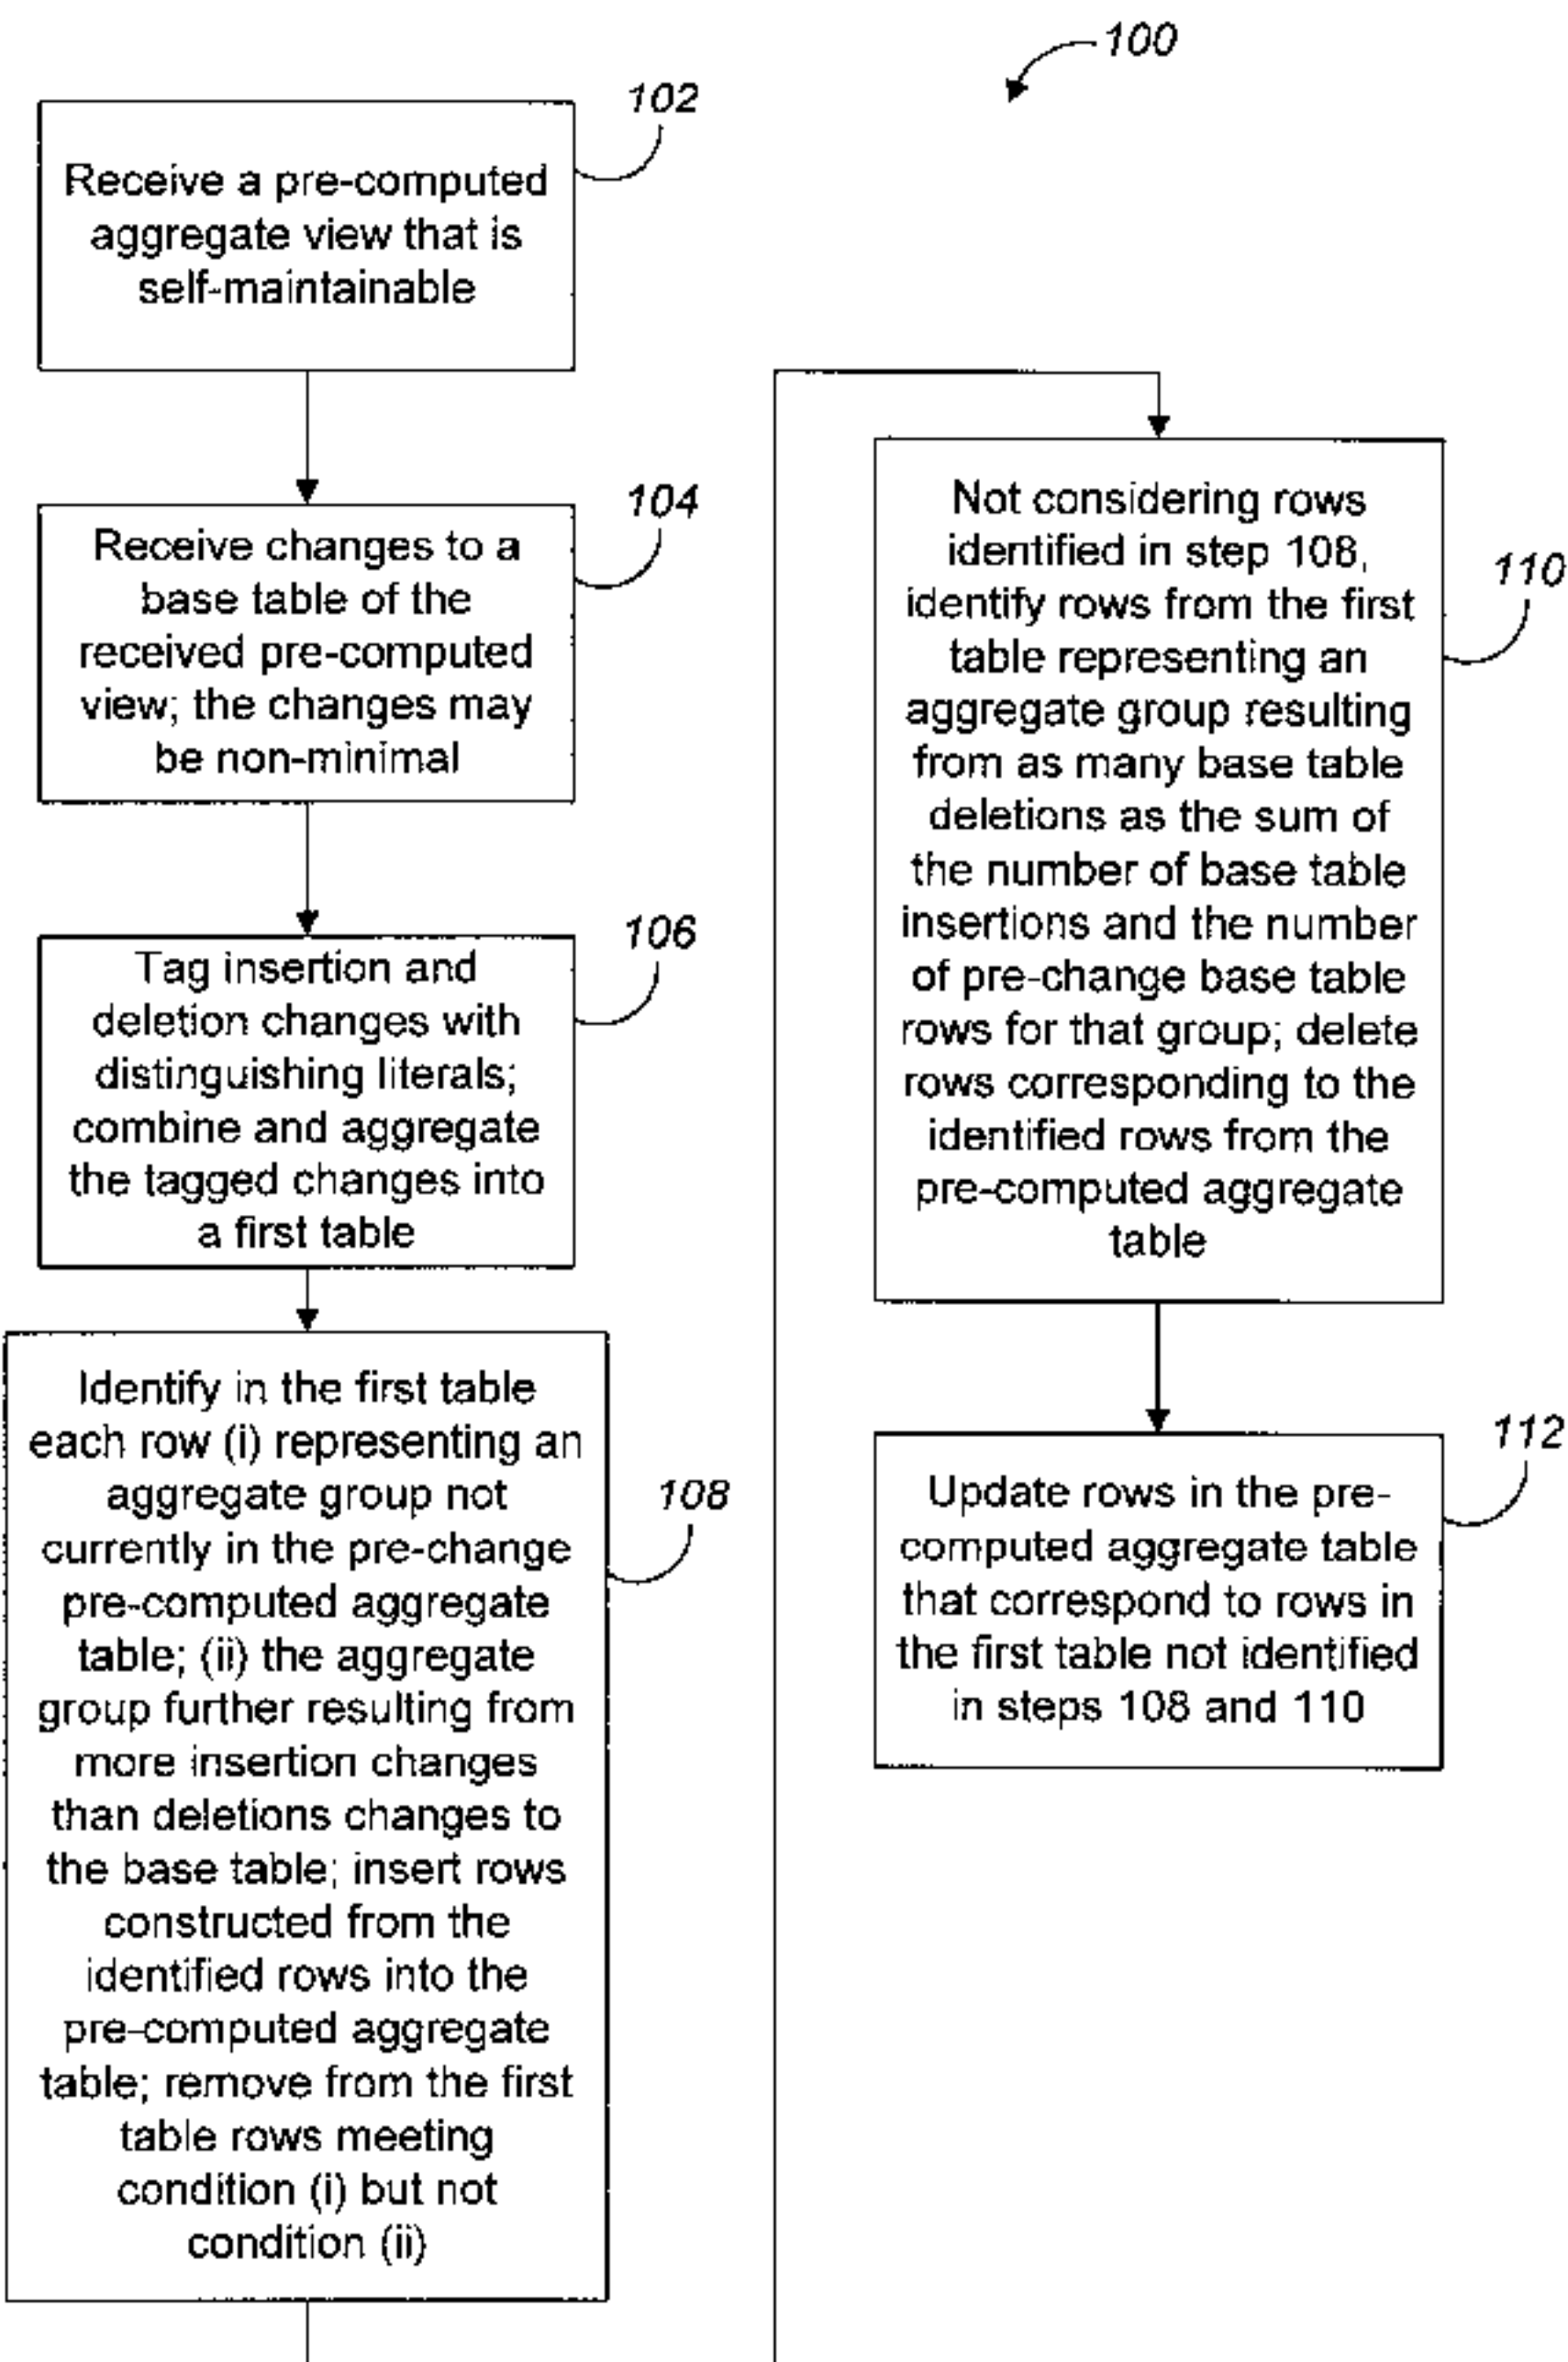 100
102
Receive a pre-computed
aggregate view that is
self-maintainable
104
Receive changes to a
base table of the
received pre-computed
view; the changes may
be non-minimal
106
Tag insertion and
deletion changes with
distinguishing literals;
combine and aggregate
the tagged changes into
a first table
108
Identify in the first table
each row (i) representing an
aggregate group not
currently in the pre-change
pre-computed aggregate
table; (ii) the aggregate
group further resulting from
more insertion changes
than deletions changes to
the base table; insert rows
constructed from the
identified rows into the
pre-computed aggregate
table; remove from the first
table rows meeting
condition (i) but not
condition (ii)
110
Not considering rows
identified in step 108,
identify rows from the first
table representing an
aggregate group resulting
from as many base table
deletions as the sum of
the number of base table
insertions and the number
of pre-change base table
rows for that group; delete
rows corresponding to the
identified rows from the
pre-computed aggregate
table
112
Update rows in the pre-
computed aggregate table
that correspond to rows in
the first table not identified
in steps 108 and 110